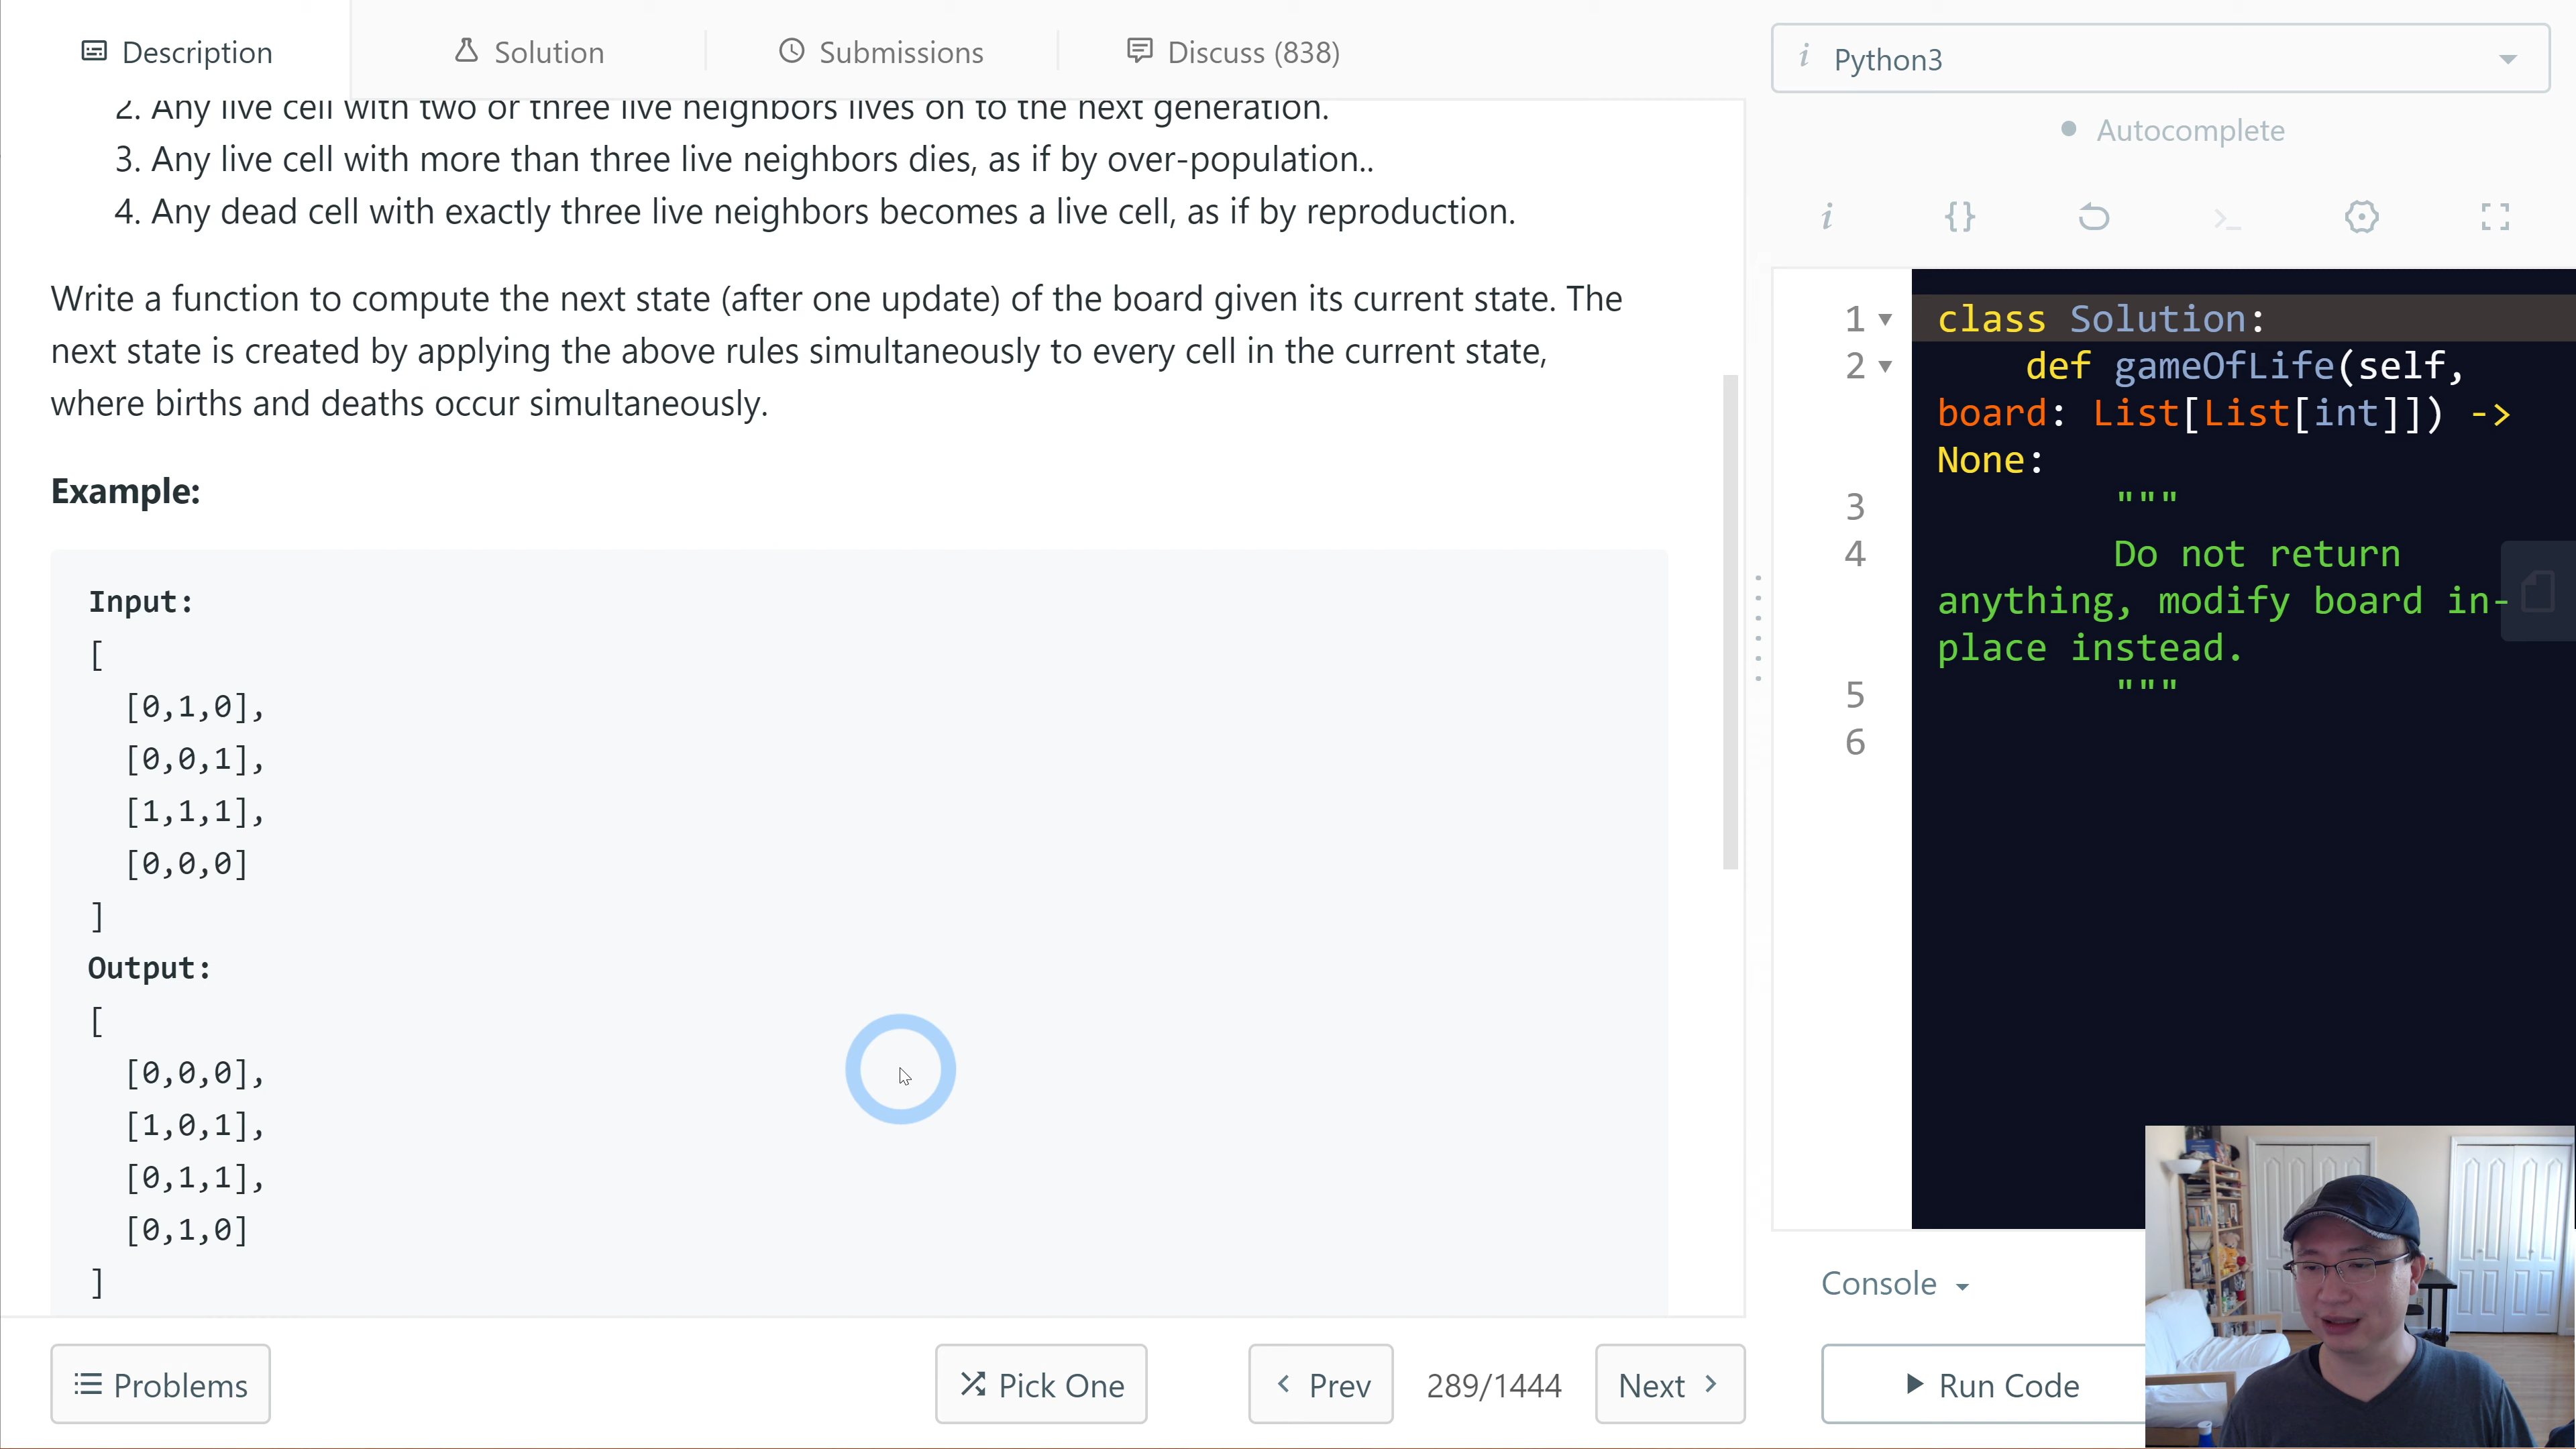 Description
Solution
Submissions
Discuss (838)
2. Any live cell with two or three live neighbors lives on to the next generation.
3. Any live cell with more than three live neighbors dies, as if by over-population..
4. Any dead cell with exactly three live neighbors becomes a live cell, as if by reproduction.
Write a function to compute the next state (after one update) of the board given its current state. The
next state is created by applying the above rules simultaneously to every cell in the current state,
where births and deaths occur simultaneously.
Example:
Input:
[
[0,1,0],
[0,0,1],
[1,1,1],
[0,0,0]
]
Output:
[
[0,0,0],
[1,0,1],
[0,1,1],
[0,1,0]
]
Problems
Pick One
Prev
289/1444
Next
i Python3
Autocomplete
i {} >_
1 class Solution:
2 def gameOfLife(self,
board: List[List[int]]) ->
None:
3 """
4 Do not return
anything, modify board in-
place instead.
5 """
6
Console
Run Code